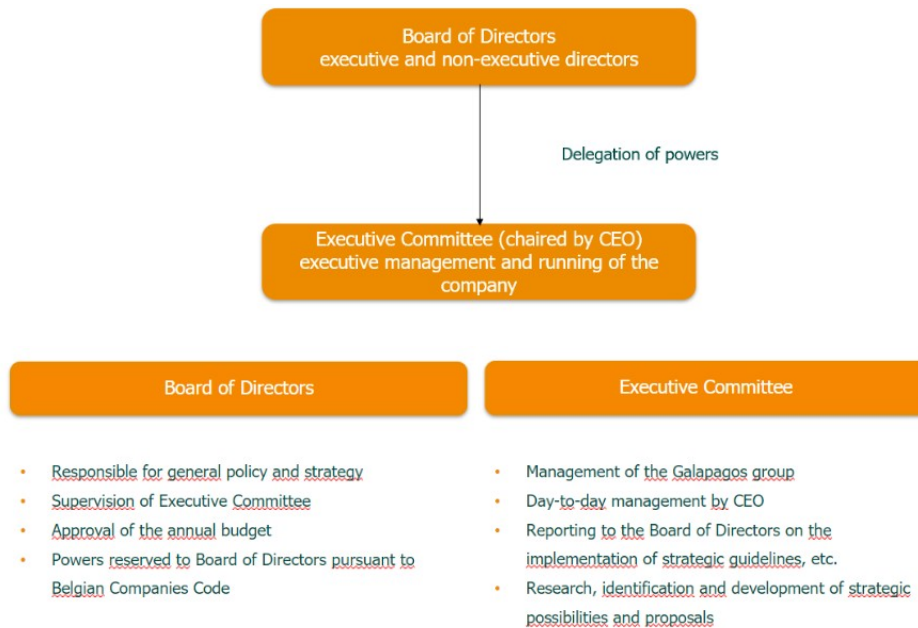 Board of Directors
executive and non-executive directors
Delegation of powers
Executive Committee (chaired by CEO)
executive management and running of the
company
Board of Directors
• Responsible for general policy and strategy
• Supervision of Executive Committee
• Approval of the annual budget
• Powers reserved to Board of Directors pursuant to
Belgian Companies Code
Executive Committee
• Management of the Galapagos group
• Day-to-day management by CEO
• Reporting to the Board of Directors on the
implementation of strategic guidelines, etc.
• Research, identification and development of strategic
possibilities and proposals